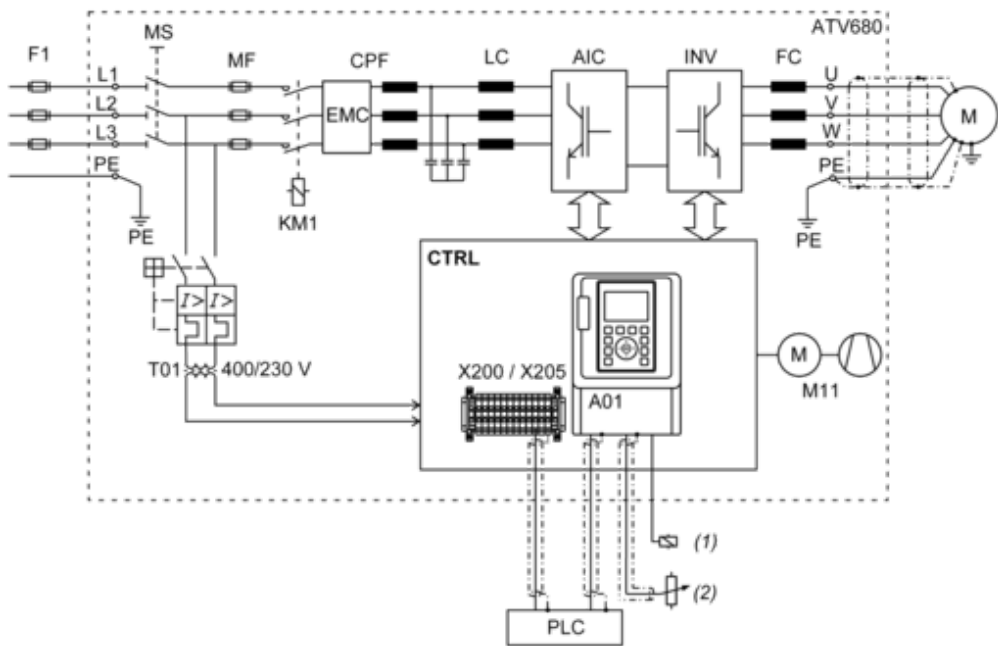 ATV680
F1 MS MF CPF LC AIC INV FC
L1 U
L2 EMC V M
L3 W
PE PE
KM1
PE PE
CTRL
I> I>
T01 400/230 V
X200 / X205
A01
M
M11
(1)
(2)
PLC